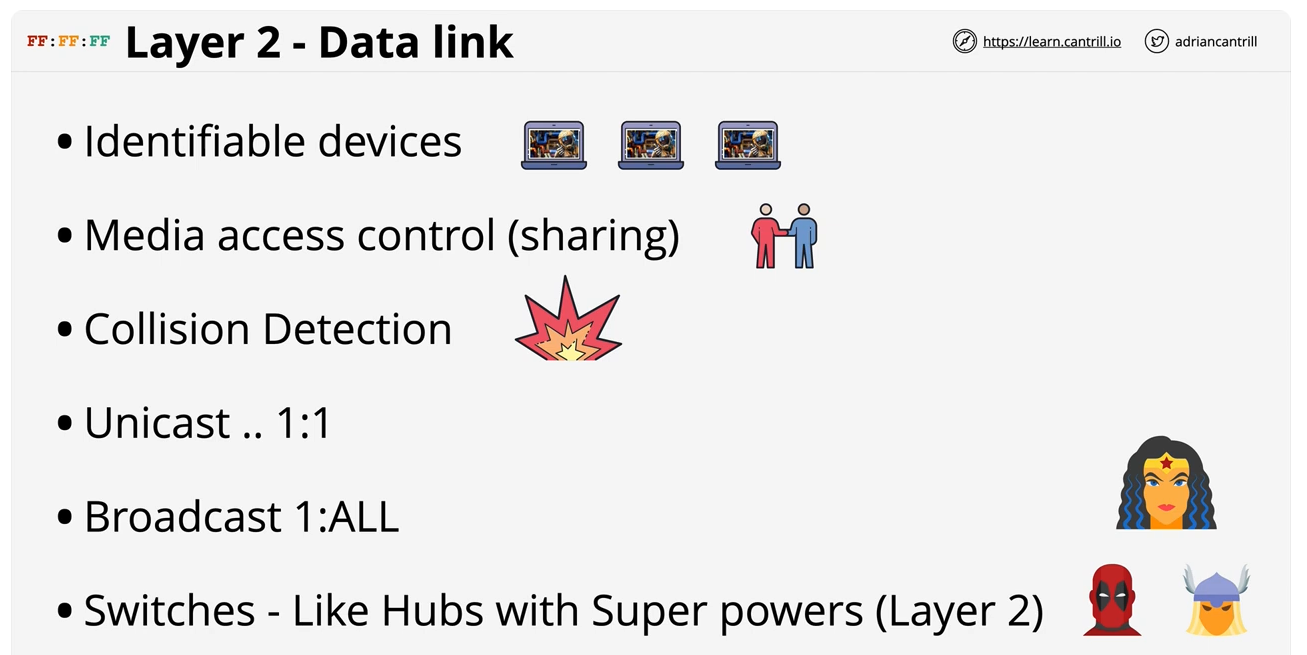 FF:FF:FF Layer 2 - Data link
https://learn.cantrill.io adriancantrill
• Identifiable devices
• Media access control (sharing)
• Collision Detection
• Unicast .. 1:1
• Broadcast 1:ALL
• Switches - Like Hubs with Super powers (Layer 2)